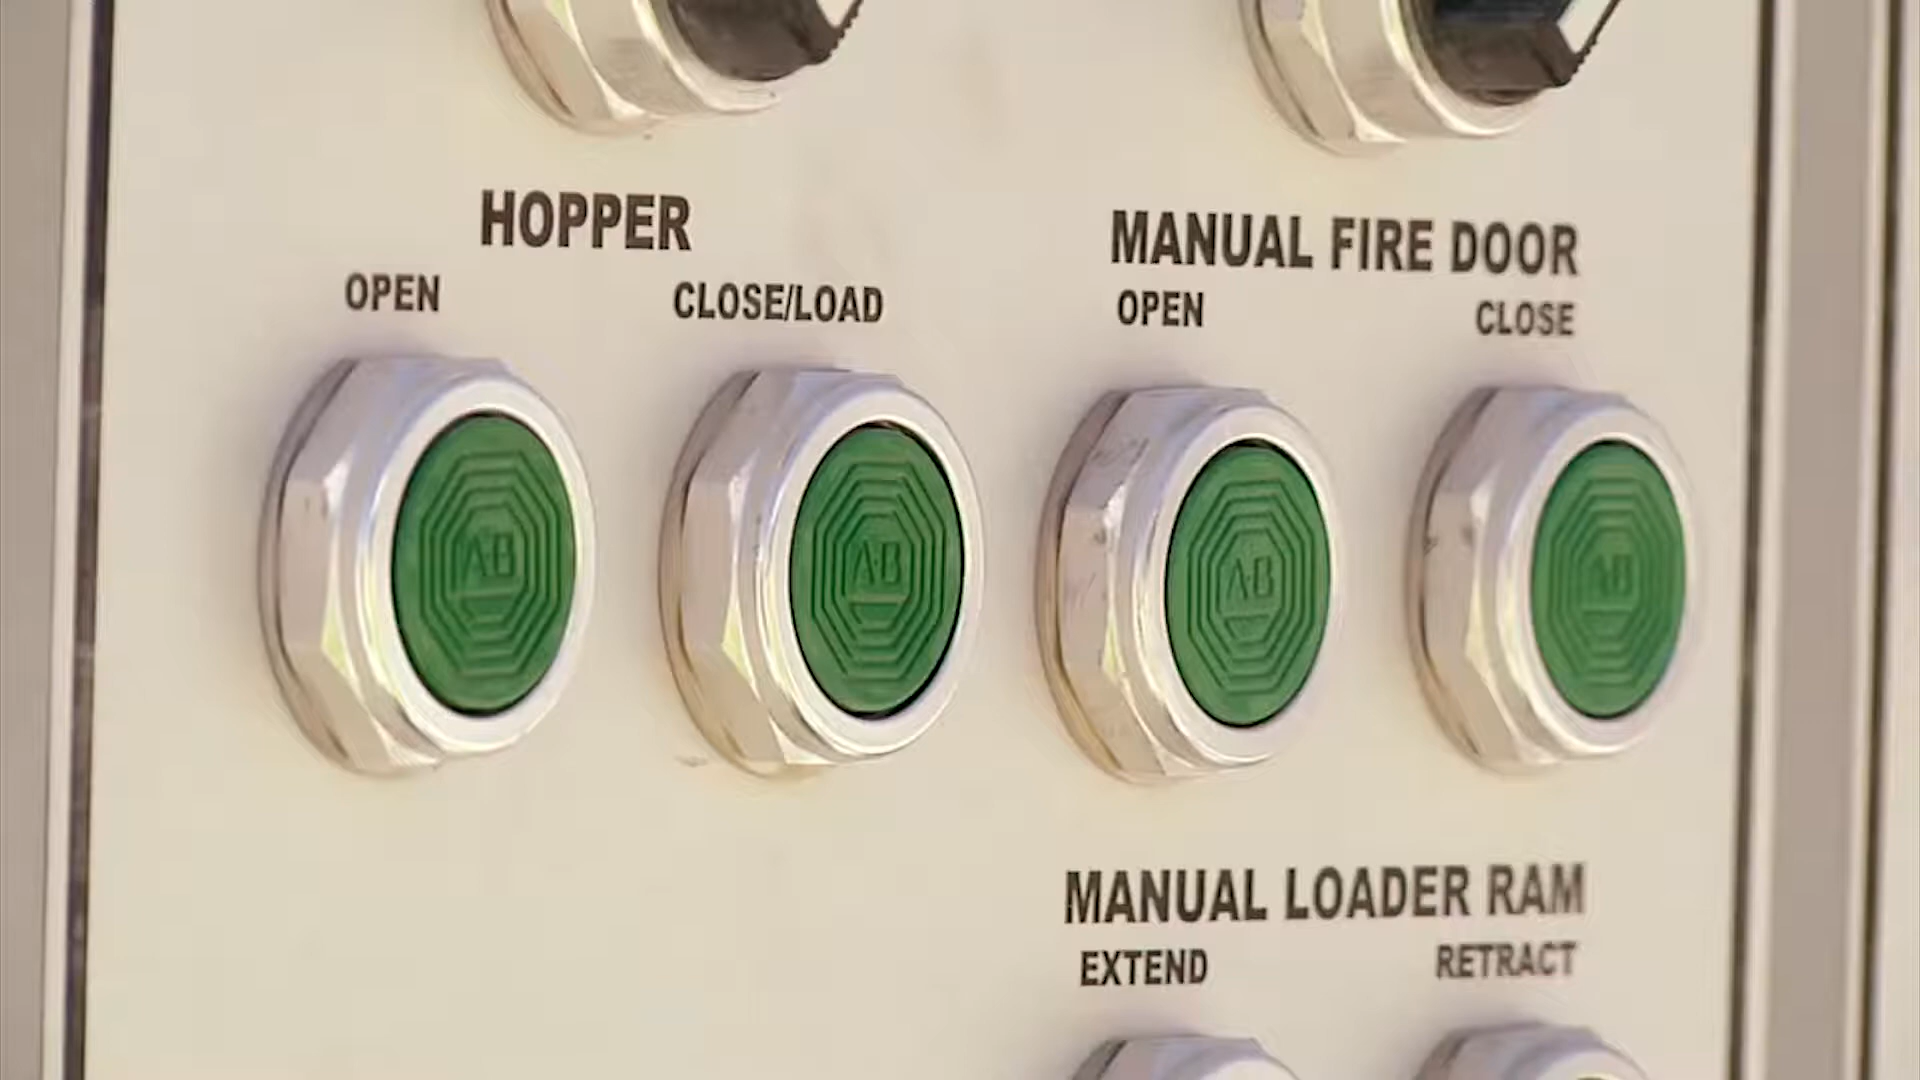 HOPPER
OPEN CLOSE/LOAD
MANUAL FIRE DOOR
OPEN CLOSE
A-B
A-B
A-B
A-B
MANUAL LOADER RAM
EXTEND RETRACT